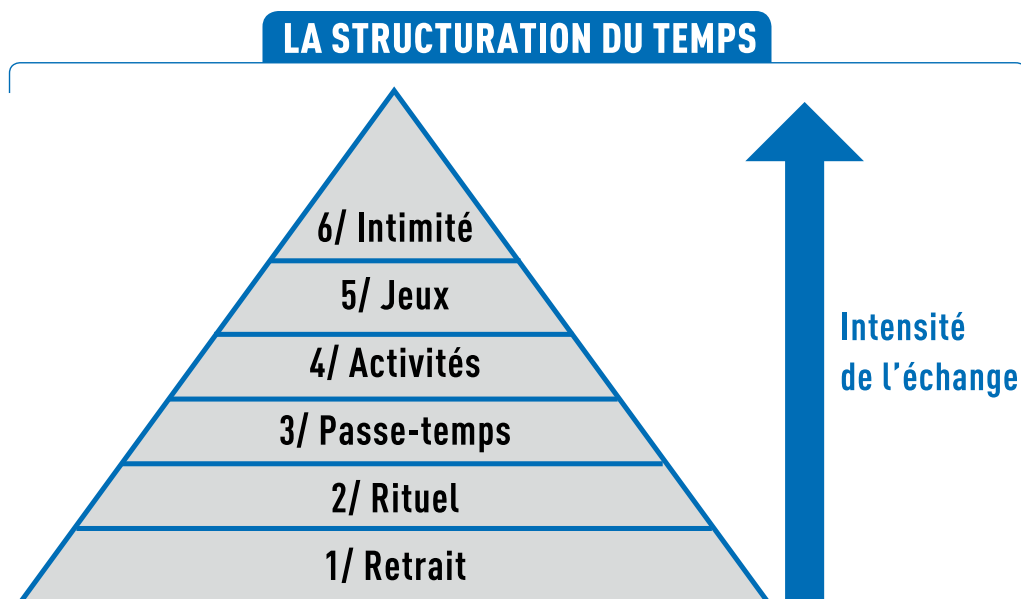 LA STRUCTURATION DU TEMPS
6/ Intimité
5/ Jeux
4/ Activités
3/ Passe-temps
2/ Rituel
1/ Retrait
Intensité
de l'échange